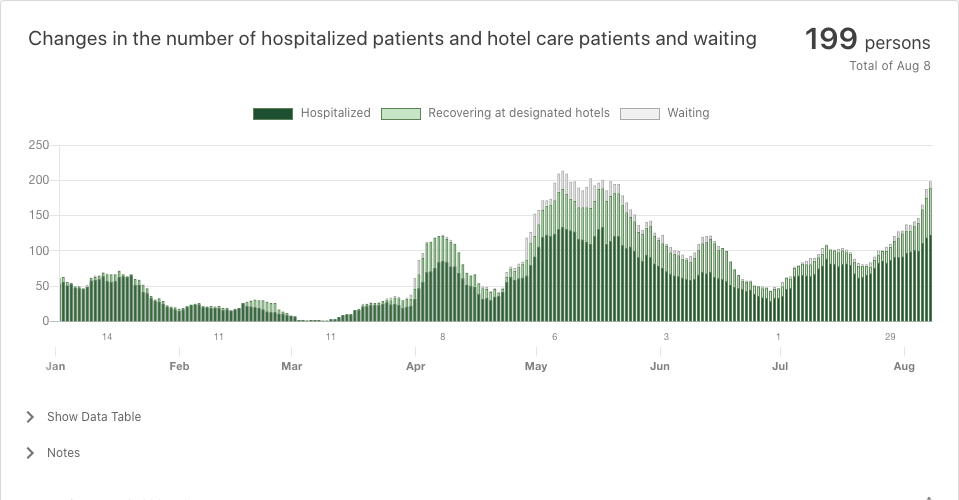 Changes in the number of hospitalized patients and hotel care patients and waiting
199 persons
Total of Aug 8
Hospitalized Recovering at designated hotels Waiting
250
200
150
100
50
0
14 11 11 8 6 3 1 29
Jan Feb Mar Apr May Jun Jul Aug
Show Data Table
Notes